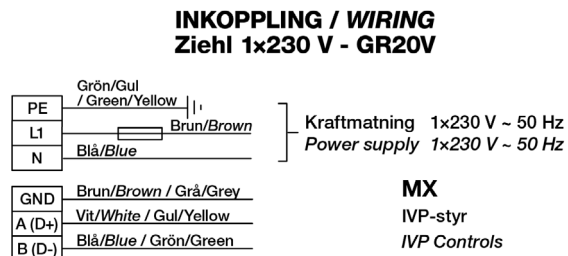 INKOPPLING / WIRING
Ziehl 1×230 V - GR20V
Grön/Gul
/ Green/Yellow
PE
L1
Brun/Brown
N
Blå/Blue
Kraftmatning 1×230 V ~ 50 Hz
Power supply 1×230 V ~ 50 Hz
GND
Brun/Brown / Grå/Grey
A (D+)
Vit/White / Gul/Yellow
B (D-)
Blå/Blue / Grön/Green
MX
IVP-styr
IVP Controls